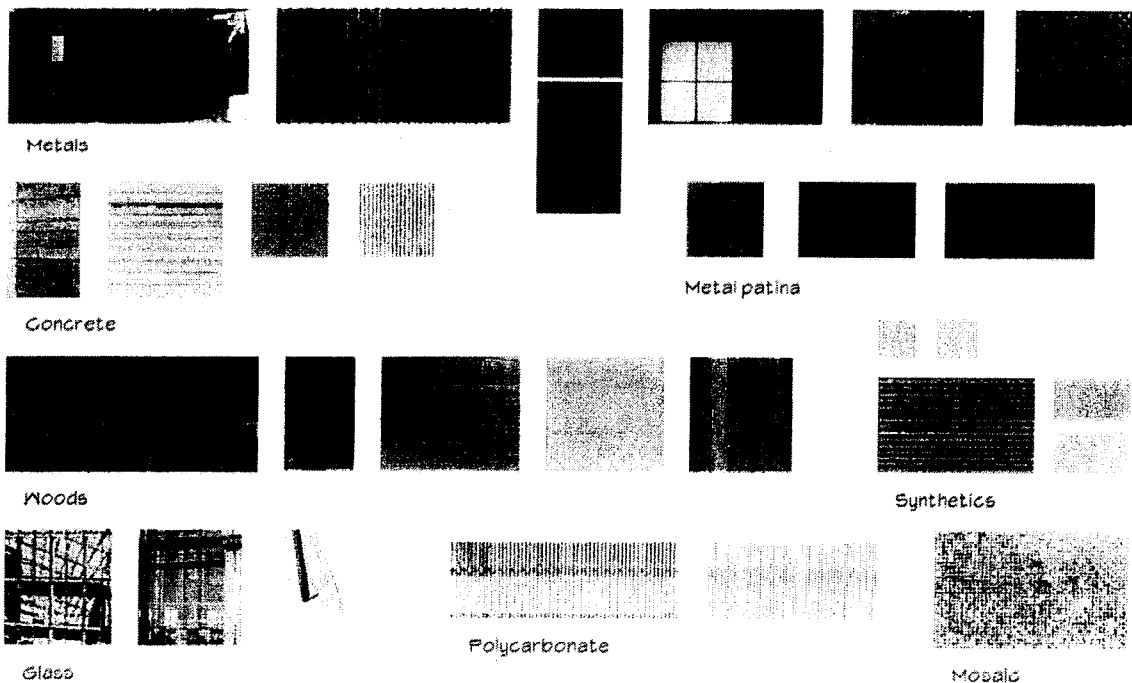 Metals
Metal patina
Concrete
Woods
Synthetics
Polycarbonate
Glass
Mosaic